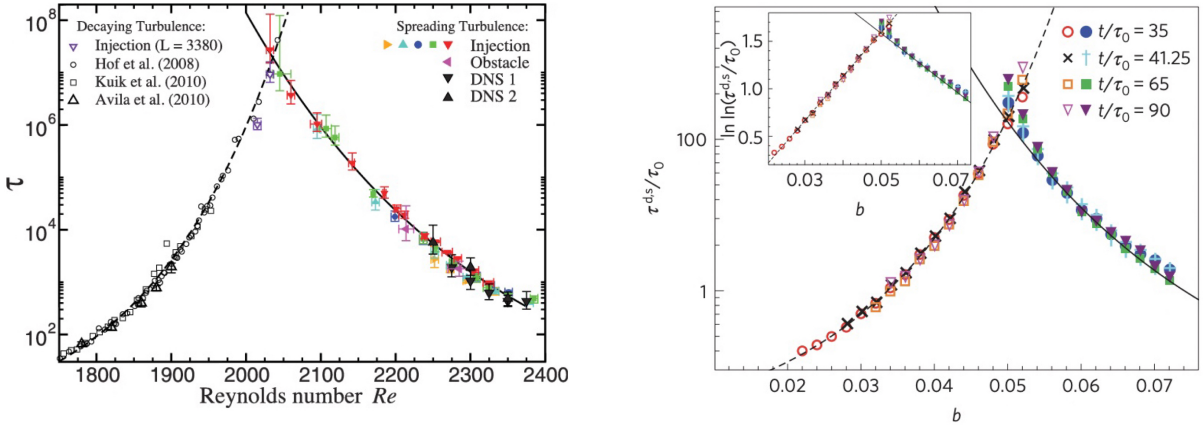 Decaying Turbulence:
Injection (L = 3380)
Hof et al. (2008)
Kuik et al. (2010)
Avila et al. (2010)
Spreading Turbulence:
Injection
Obstacle
DNS 1
DNS 2
10^8
10^6
10^4
10^2
τ
1800 1900 2000 2100 2200 2300 2400
Reynolds number Re
τ^d,s/τ_0
100
1
0.02 0.03 0.04 0.05 0.06 0.07
b
ln ln(τ^d,s/τ_0)
1.5
1.0
0.5
0.03 0.05 0.07
b
t/τ_0 = 35
t/τ_0 = 41.25
t/τ_0 = 65
t/τ_0 = 90